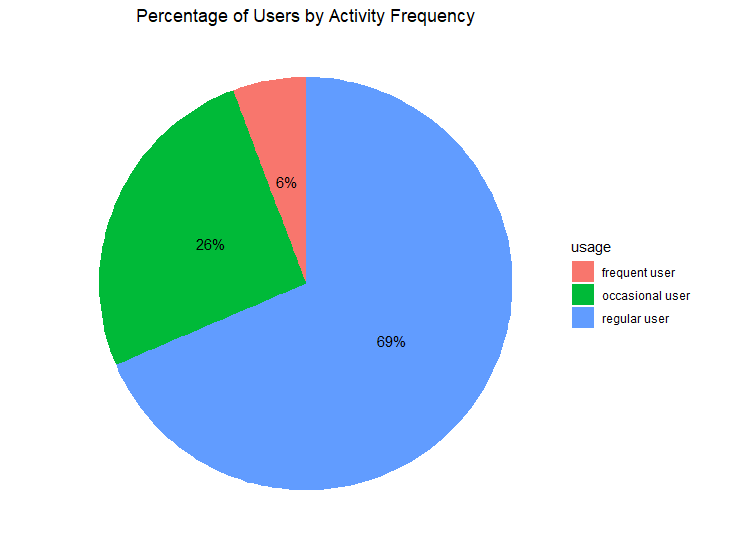 Percentage of Users by Activity Frequency
6%
26%
69%
usage
frequent user
occasional user
regular user